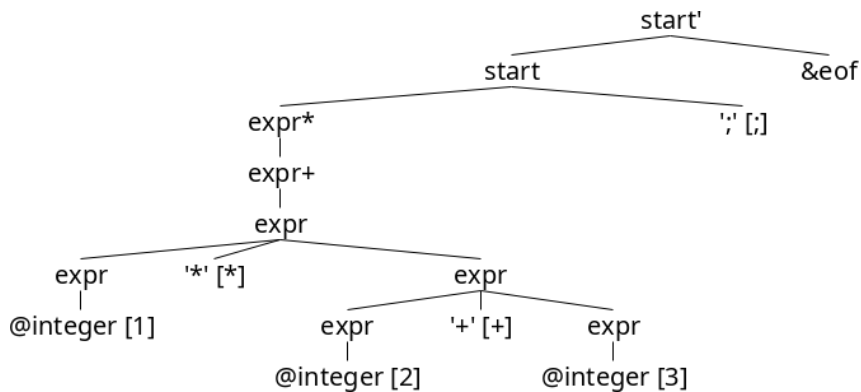 start'
start &eof
expr* ';' [;]
expr+
expr
expr '*' [*] expr
@integer [1] expr '+' [+] expr
@integer [2] @integer [3]